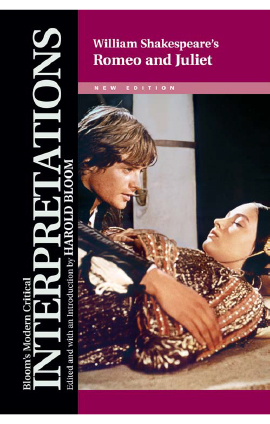 William Shakespeare's
Romeo and Juliet
NEW EDITION
Bloom's Modern Critical
INTERPRETATIONS
Edited and with an Introduction by HAROLD BLOOM